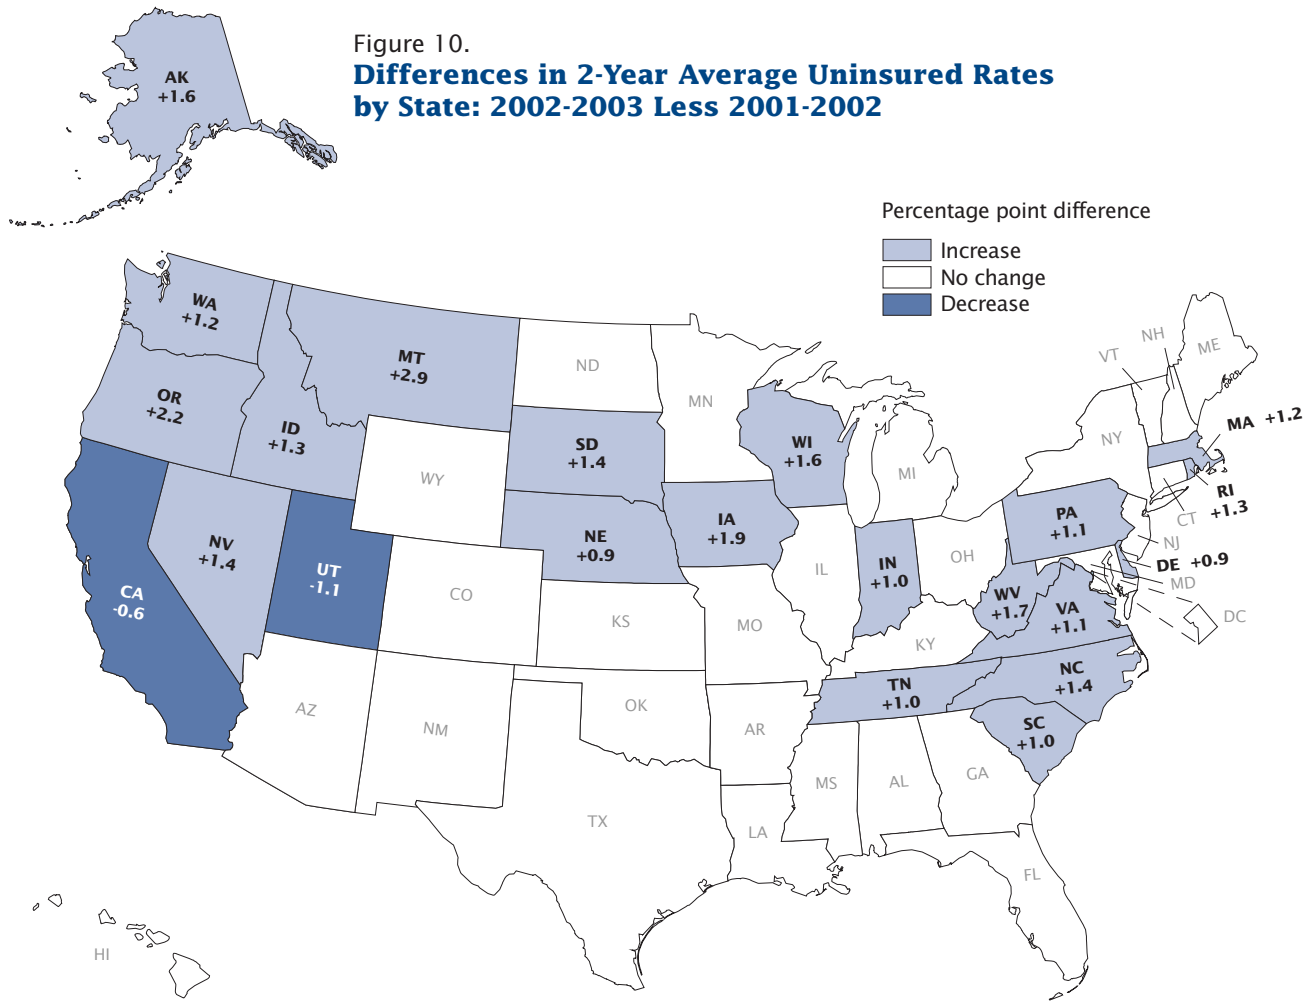 Figure 10.
Differences in 2-Year Average Uninsured Rates
by State: 2002-2003 Less 2001-2002
AK
+1.6
Percentage point difference
Increase
No change
Decrease
WA
+1.2
OR
+2.2
ID
+1.3
MT
+2.9
ND
MN
SD
+1.4
WY
WI
+1.6
MI
VT
NH
ME
NY
MA +1.2
RI
+1.3
CT
NJ
PA
+1.1
DE +0.9
MD
DC
NV
+1.4
CA
-0.6
UT
-1.1
CO
NE
+0.9
IA
+1.9
IL
IN
+1.0
OH
WV
+1.7
VA
+1.1
KS
MO
KY
TN
+1.0
NC
+1.4
SC
+1.0
AZ
NM
OK
AR
MS
AL
GA
TX
LA
FL
HI